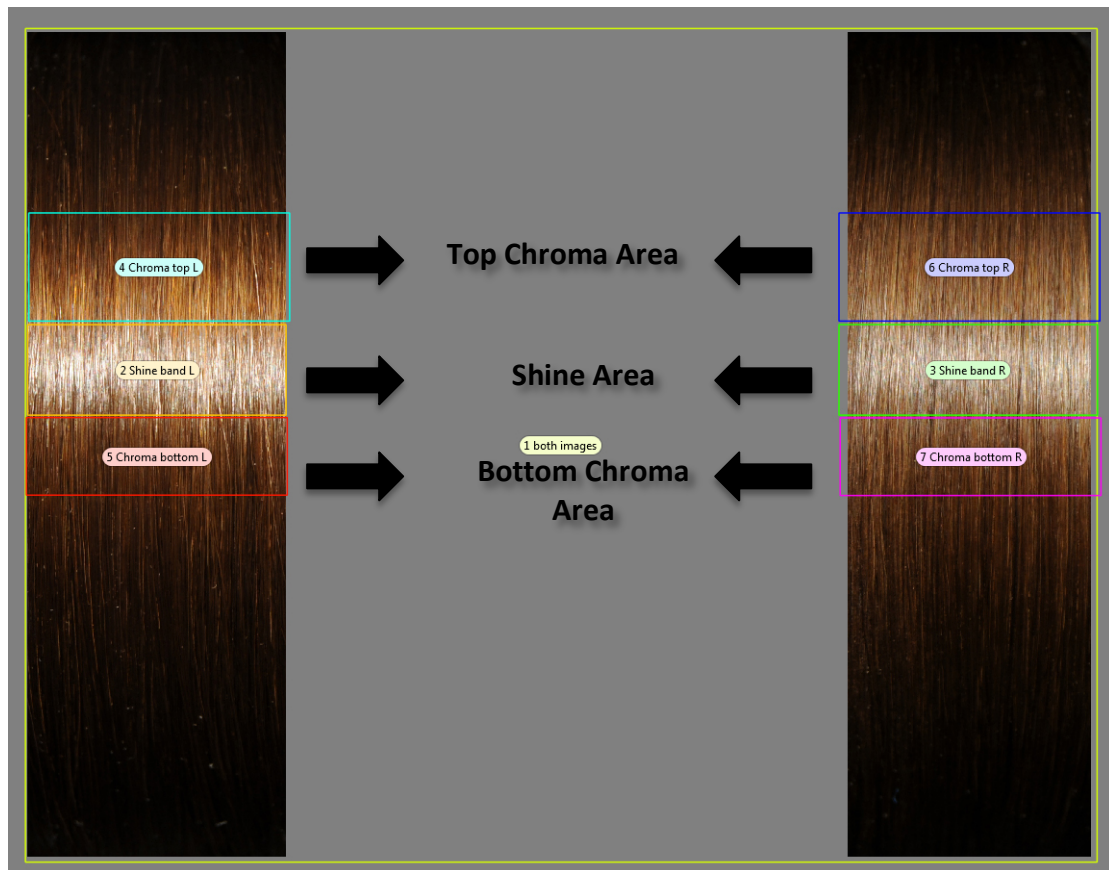 Top Chroma Area
4 Chroma top L
6 Chroma top R
2 Shine band L
Shine Area
3 Shine band R
1 both images
5 Chroma bottom L
Bottom Chroma
Area
7 Chroma bottom R